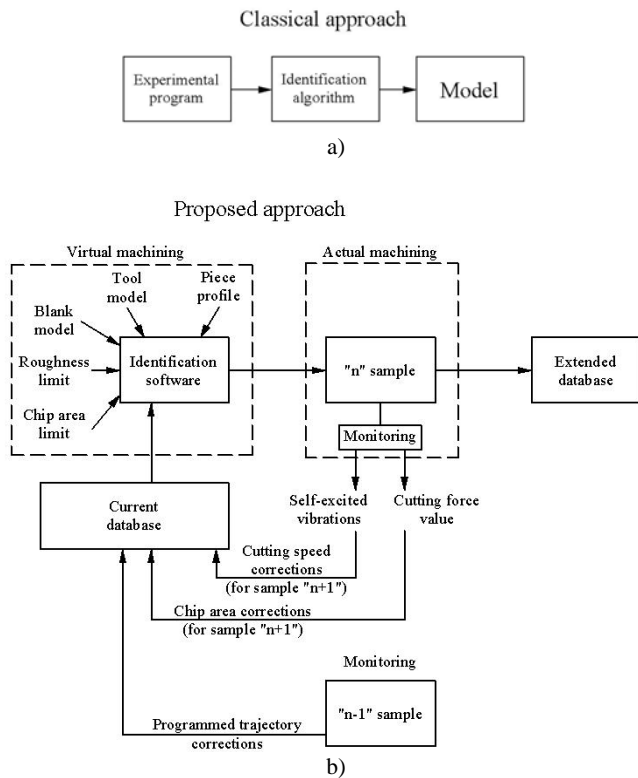 Classical approach
Experimental
program
Identification
algorithm
Model
a)
Proposed approach
Virtual machining
Actual machining
Tool
model
Piece
profile
Blank
model
Roughness
limit
Chip area
limit
Identification
software
"n" sample
Monitoring
Extended
database
Self-excited
vibrations
Cutting force
value
Current
database
Cutting speed
corrections
(for sample "n+1")
Chip area corrections
(for sample "n+1")
Monitoring
"n-1" sample
Programmed trajectory
corrections
b)